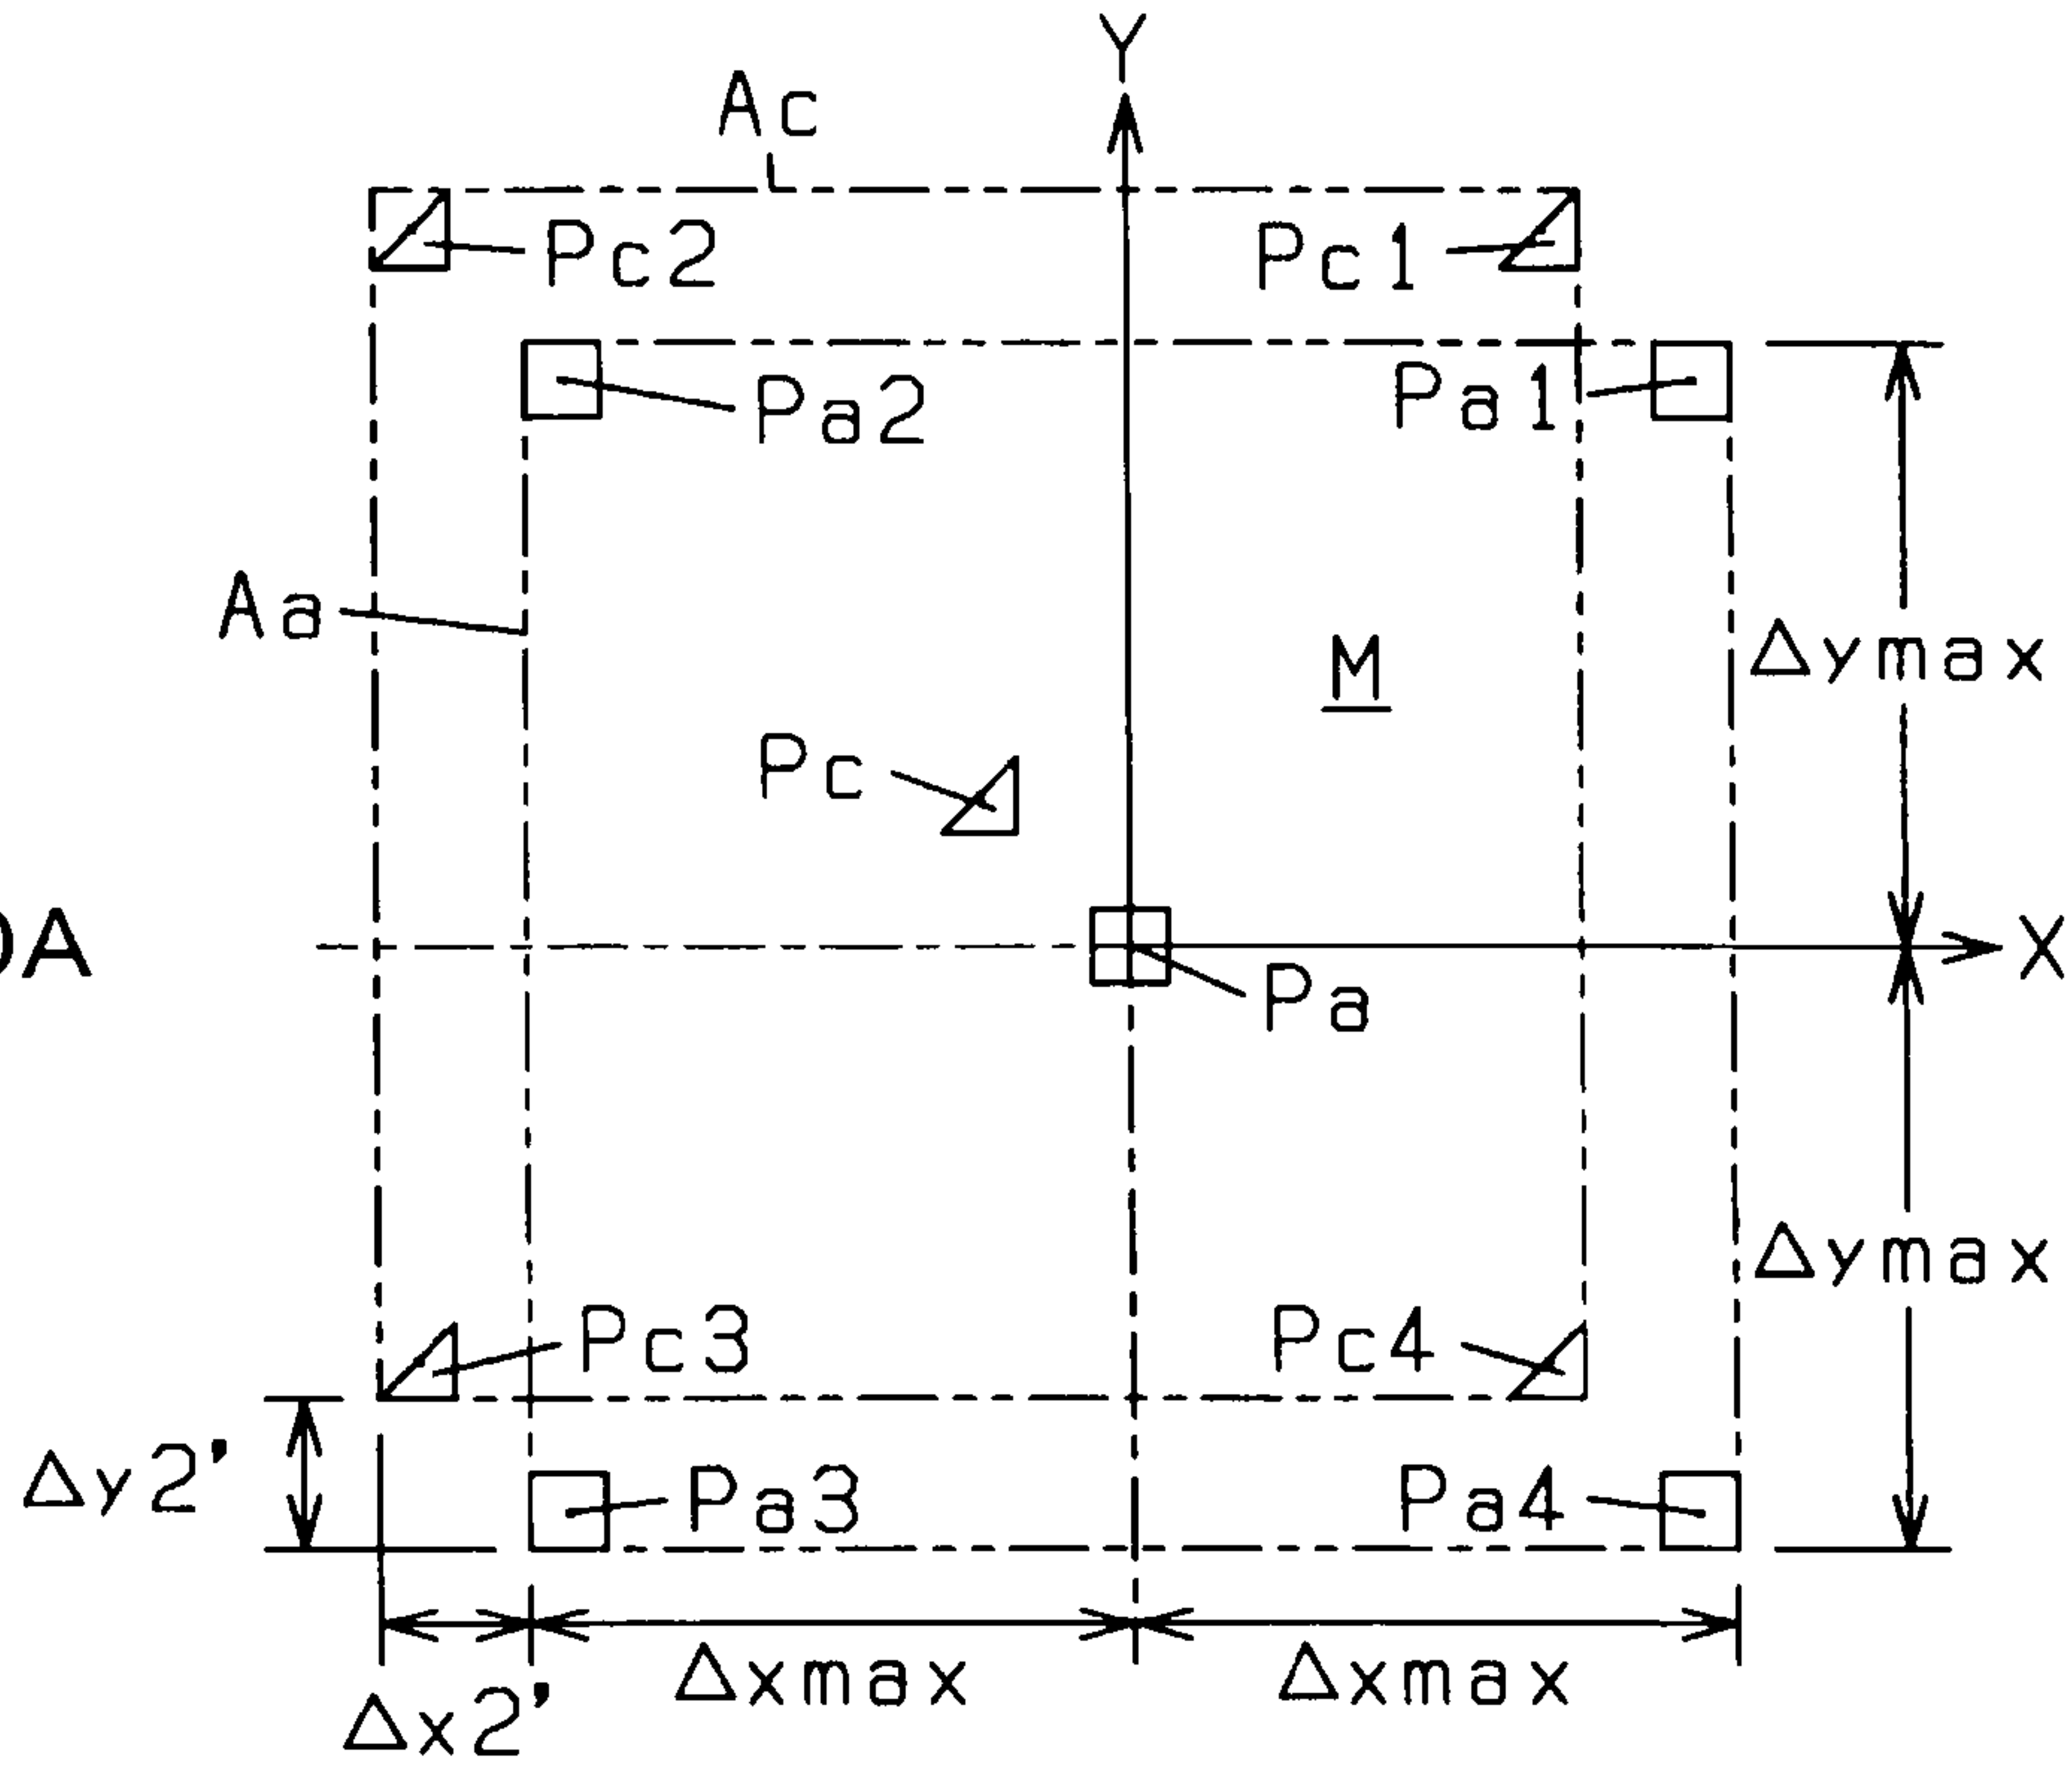 Y
Ac
Pc2
Pc1
Pa2
Pa1
Aa
M
Δymax
Pc
A
X
Pa
Δymax
Pc3
Pc4
Δy2'
Pa3
Pa4
Δxmax
Δxmax
Δx2'